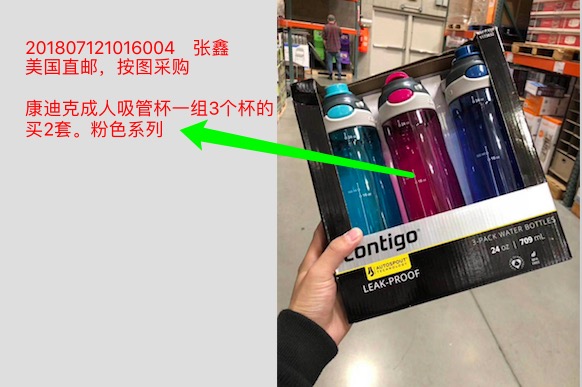 201807121016004 张鑫
美国直邮，按图采购
康迪克成人吸管杯一组3个杯的
买2套。粉色系列
contigo
AUTOSPOUT
TECHNOLOGY
LEAK-PROOF
3-PACK WATER BOTTLES
24 oz | 709 mL